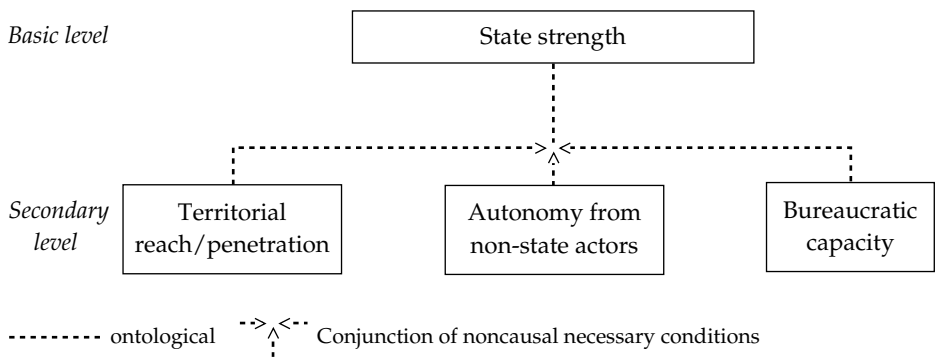 Basic level
State strength
Secondary
level
Territorial
reach/penetration
Autonomy from
non-state actors
Bureaucratic
capacity
ontological
Conjunction of noncausal necessary conditions